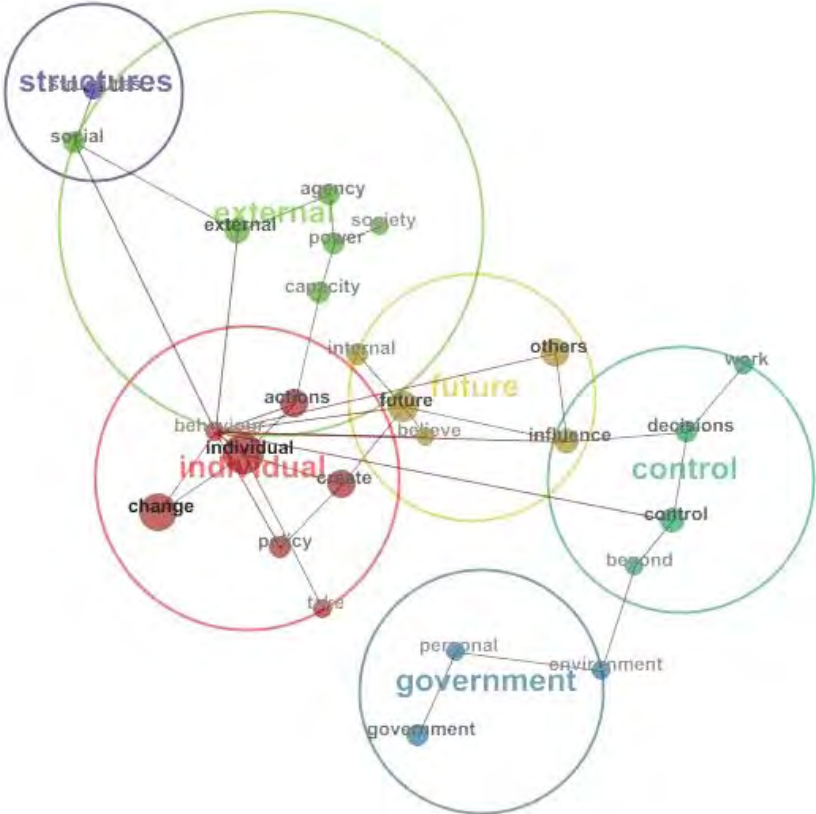 structures
structures
social
agency
external
society
external
power
capacity
internal
others
work
future
actions
future
behaviour
believe
influence
decisions
individual
individual
control
create
change
control
policy
beyond
take
personal
environment
government
government